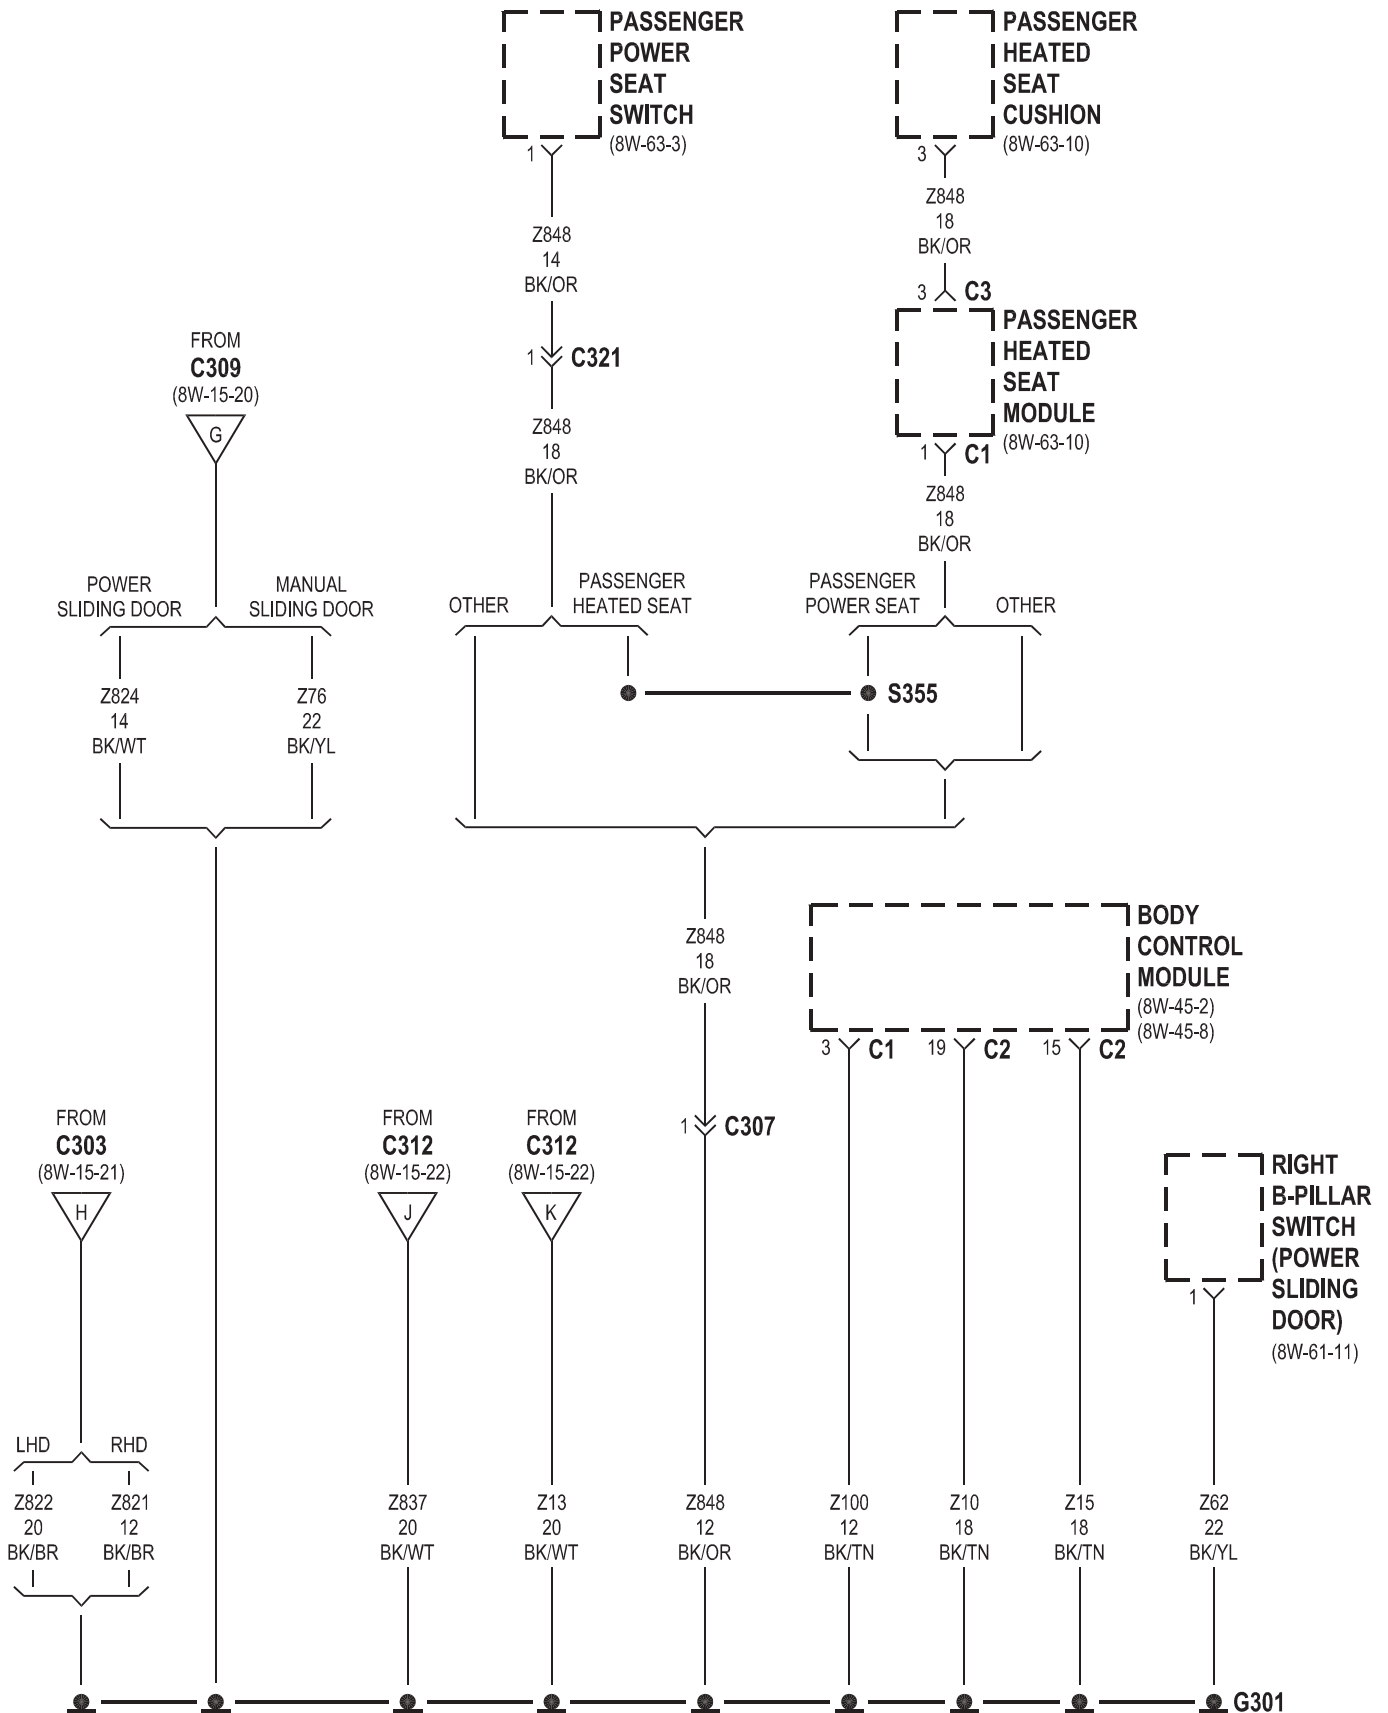 PASSENGER
POWER
SEAT
SWITCH
(8W-63-3)
1
Z848
14
BK/OR
1 C321
Z848
18
BK/OR
PASSENGER
HEATED
SEAT
CUSHION
(8W-63-10)
3
Z848
18
BK/OR
3 C3
PASSENGER
HEATED
SEAT
MODULE
(8W-63-10)
1 C1
Z848
18
BK/OR
FROM
C309
(8W-15-20)
G
POWER
SLIDING DOOR
MANUAL
SLIDING DOOR
Z824
14
BK/WT
Z76
22
BK/YL
OTHER
PASSENGER
HEATED SEAT
PASSENGER
POWER SEAT
OTHER
S355
Z848
18
BK/OR
1 C307
BODY
CONTROL
MODULE
(8W-45-2)
(8W-45-8)
3 C1
19 C2
15 C2
FROM
C303
(8W-15-21)
H
FROM
C312
(8W-15-22)
J
FROM
C312
(8W-15-22)
K
RIGHT
B-PILLAR
SWITCH
(POWER
SLIDING
DOOR)
(8W-61-11)
1
LHD
RHD
Z822
20
BK/BR
Z821
12
BK/BR
Z837
20
BK/WT
Z13
20
BK/WT
Z848
12
BK/OR
Z100
12
BK/TN
Z10
18
BK/TN
Z15
18
BK/TN
Z62
22
BK/YL
G301